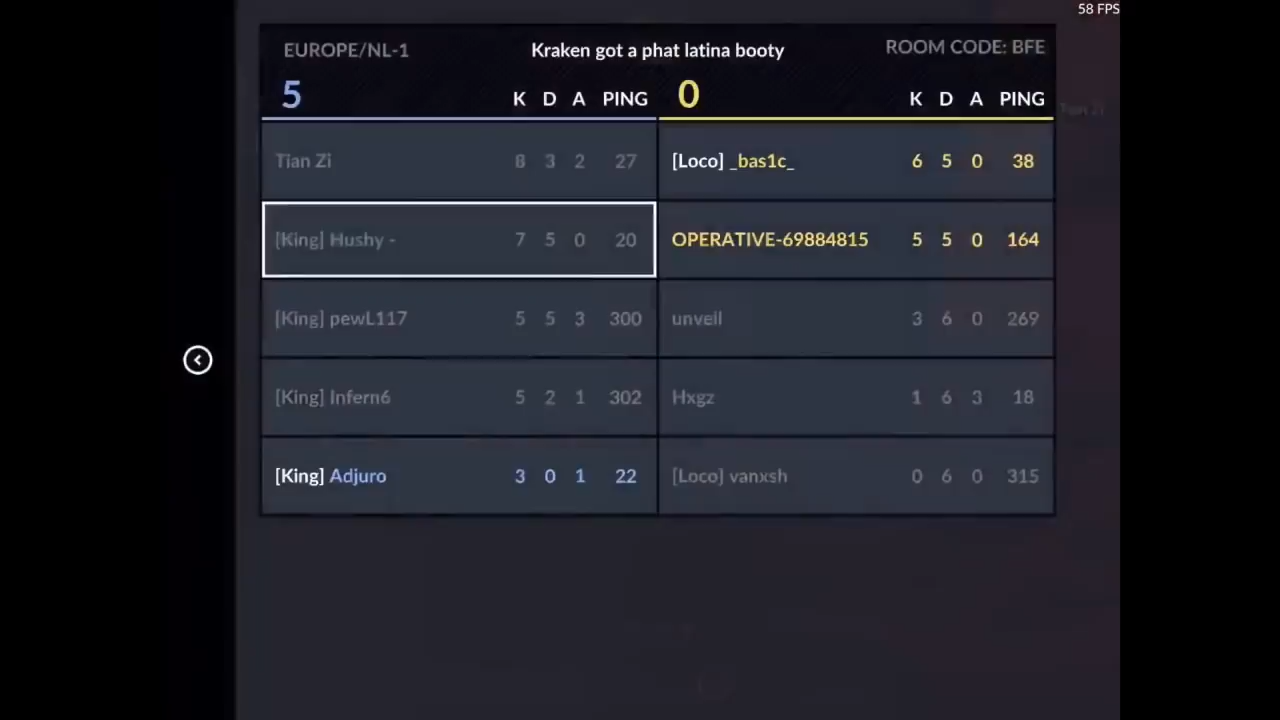 58 FPS
EUROPE/NL-1 Kraken got a phat latina booty ROOM CODE: BFE
5 K D A PING 0 K D A PING
Tian Zi 8 3 2 27 [Loco] _bas1c_ 6 5 0 38
[King] Hushy - 7 5 0 20 OPERATIVE-69884815 5 5 0 164
[King] pewL117 5 5 3 300 unveil 3 6 0 269
[King] Infern6 5 2 1 302 Hxgz 1 6 3 18
[King] Adjuro 3 0 1 22 [Loco] vanxsh 0 6 0 315